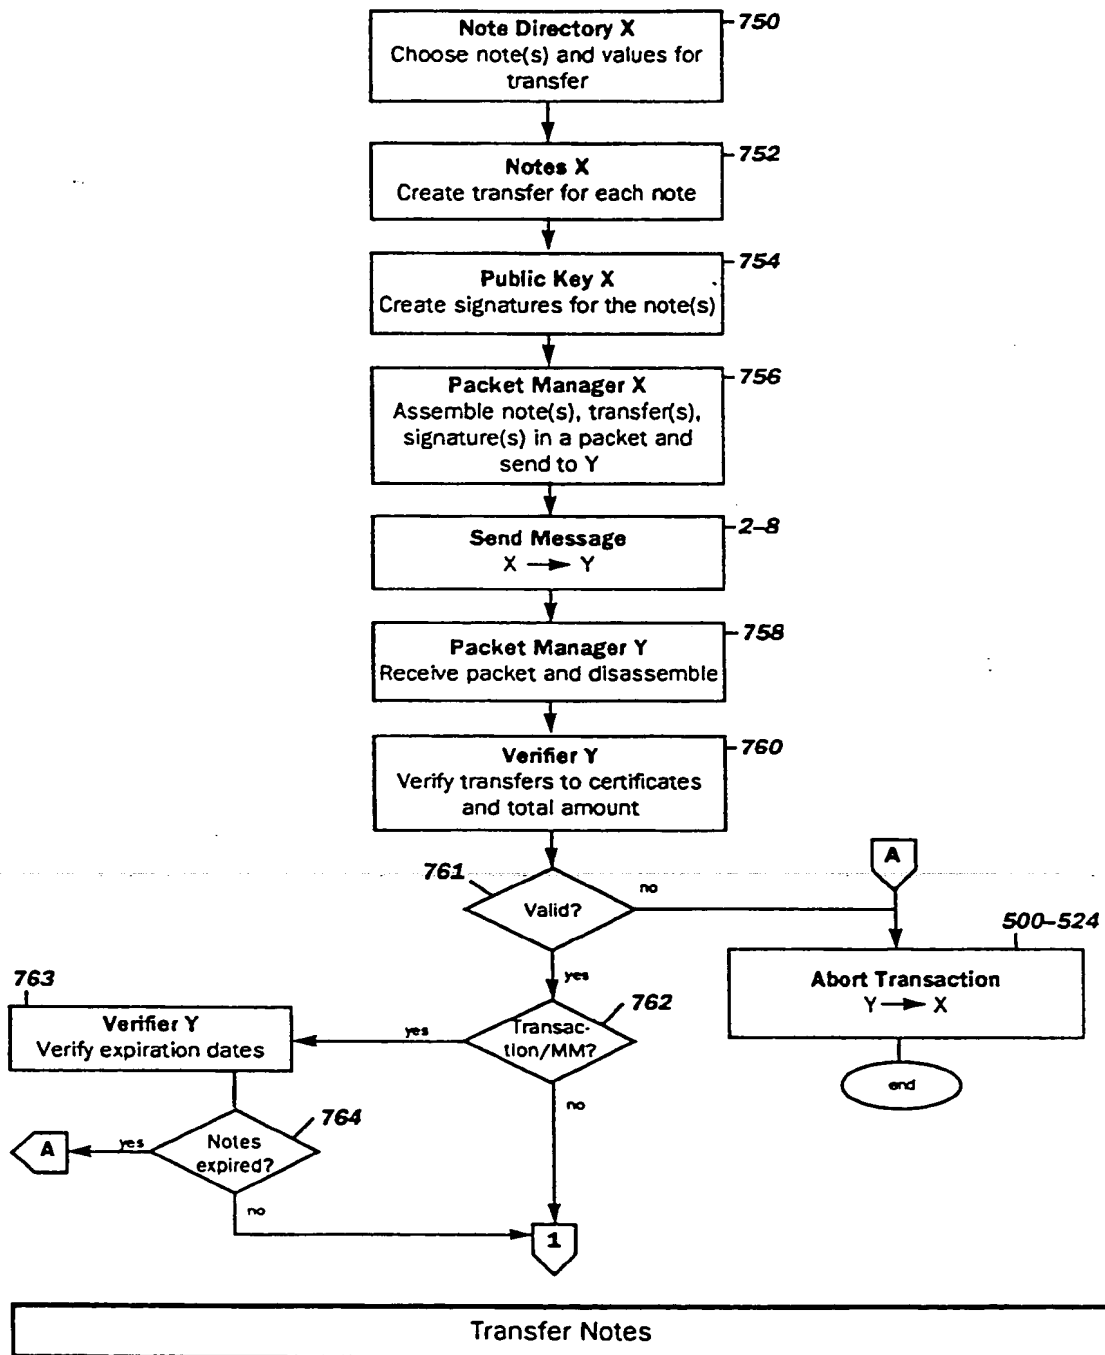 Note Directory X
Choose note(s) and values for
transfer
750
Notes X
Create transfer for each note
752
Public Key X
Create signatures for the note(s)
754
Packet Manager X
Assemble note(s), transfer(s),
signature(s) in a packet and
send to Y
756
Send Message
X → Y
2–8
Packet Manager Y
Receive packet and disassemble
758
Verifier Y
Verify transfers to certificates
and total amount
760
A
761
Valid?
no
yes
500–524
Abort Transaction
Y → X
end
763
Verifier Y
Verify expiration dates
yes
Transac-
tion/MM?
762
no
764
Notes
expired?
yes
A
no
1
Transfer Notes